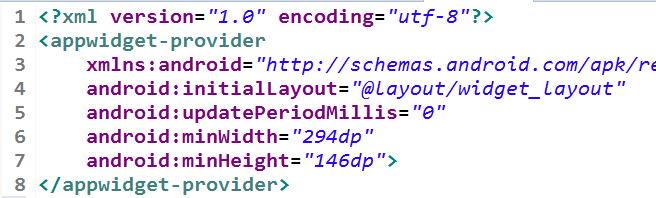 1 <?xml version="1.0" encoding="utf-8"?>
2 <appwidget-provider
3 xmlns:android="http://schemas.android.com/apk/re
4 android:initialLayout="@layout/widget_layout"
5 android:updatePeriodMillis="0"
6 android:minWidth="294dp"
7 android:minHeight="146dp">
8 </appwidget-provider>